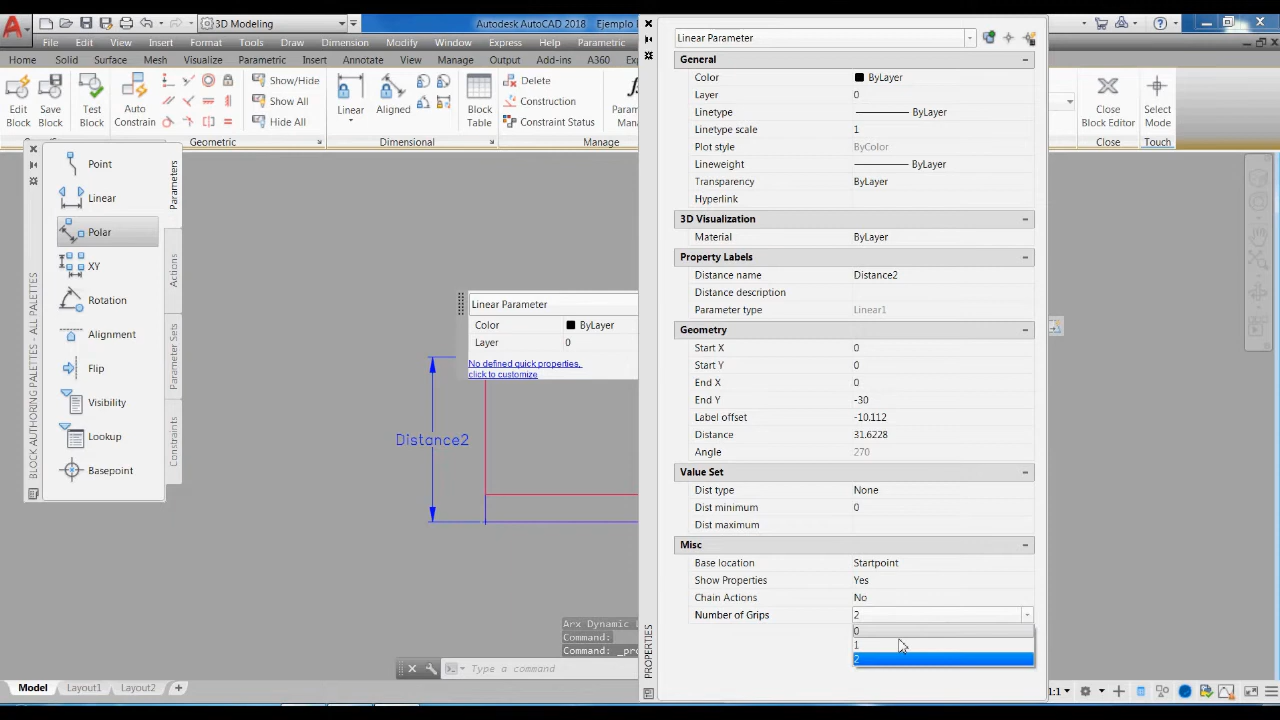 3D Modeling
Autodesk AutoCAD 2018 Ejemplo D
File Edit View Insert Format Tools Draw Dimension Modify Window Express Help Parametric
Home Solid Surface Mesh Visualize Parametric Insert Annotate View Manage Output Add-ins A360 Exp
Edit Block
Save Block
Test Block
Auto Constrain
Show/Hide
Show All
Hide All
Linear
Aligned
Block Table
Delete
Construction
Constraint Status
Close Block Editor
Select Mode
Geometric
Dimensional
Manage
Close
Touch
BLOCK AUTHORING PALETTES - ALL PALETTES
Point
Linear
Polar
XY
Rotation
Alignment
Flip
Visibility
Lookup
Basepoint
Parameters
Actions
Parameter Sets
Constraints
Distance2
Linear Parameter
Color ByLayer
Layer 0
No defined quick properties,
click to customize
Linear Parameter
General
Color ByLayer
Layer 0
Linetype ByLayer
Linetype scale 1
Plot style ByColor
Lineweight ByLayer
Transparency ByLayer
Hyperlink
3D Visualization
Material ByLayer
Property Labels
Distance name Distance2
Distance description
Parameter type Linear1
Geometry
Start X 0
Start Y 0
End X 0
End Y -30
Label offset -10.112
Distance 31.6228
Angle 270
Value Set
Dist type None
Dist minimum 0
Dist maximum
Misc
Base location Startpoint
Show Properties Yes
Chain Actions No
Number of Grips 2
0
1
2
PROPERTIES
Command:
Command: _pro
Type a command
Model Layout1 Layout2 +
1:1